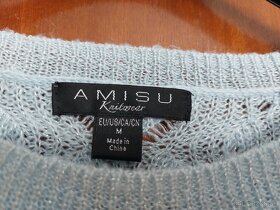 AMISU
Knitwear
EU/US/CA/CN
M
Made in
China